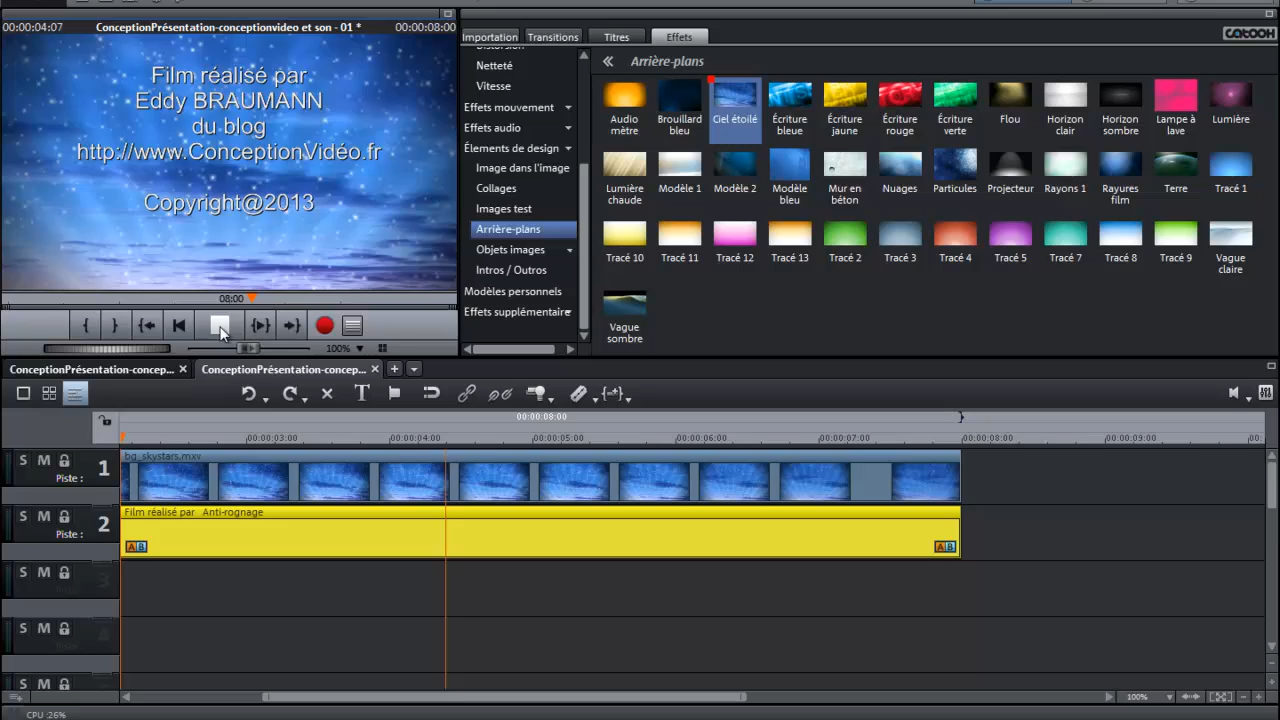 00:00:04:07
ConceptionPrésentation-conceptionvideo et son - 01 *
00:00:08:00
Film réalisé par
Eddy BRAUMANN
du blog
http://www.ConceptionVidéo.fr
Copyright@2013
08:00
100%
Importation
Transitions
Titres
Effets
CATOOH
Distorsion
Netteté
Vitesse
Effets mouvement
Effets audio
Élements de design
Image dans l'image
Collages
Images test
Arrière-plans
Objets images
Intros / Outros
Modèles personnels
Effets supplémentaire
Arrière-plans
Audio mètre
Brouillard bleu
Ciel étoilé
Écriture bleue
Écriture jaune
Écriture rouge
Écriture verte
Flou
Horizon clair
Horizon sombre
Lampe à lave
Lumière
Lumière chaude
Modèle 1
Modèle 2
Modèle bleu
Mur en béton
Nuages
Particules
Projecteur
Rayons 1
Rayures film
Terre
Tracé 1
Tracé 10
Tracé 11
Tracé 12
Tracé 13
Tracé 2
Tracé 3
Tracé 4
Tracé 5
Tracé 7
Tracé 8
Tracé 9
Vague claire
Vague sombre
ConceptionPrésentation-concep...
ConceptionPrésentation-concep...
00:00:08:00
00:00:03:00
00:00:04:00
00:00:05:00
00:00:06:00
00:00:07:00
00:00:08:00
00:00:09:00
00:
S M 1
Piste :
bg_skystars.mxv
S M 2
Piste :
Film réalisé par Anti-rognage
A B
A B
S M 3
S M 4
S M
100%
CPU :26%